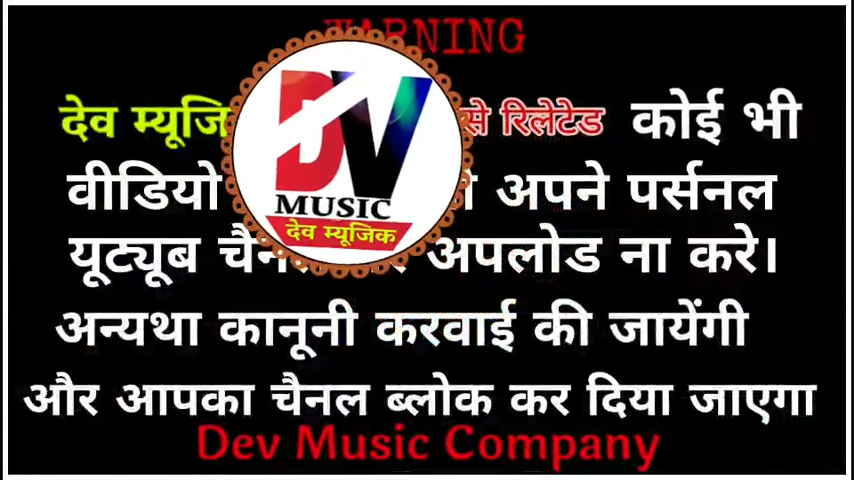 WARNING
देव म्यूजि से रिलेटेड कोई भी
वीडियो अपने पर्सनल
यूट्यूब चैनल अपलोड ना करे।
अन्यथा कानूनी करवाई की जायेंगी
और आपका चैनल ब्लोक कर दिया जाएगा
Dev Music Company
DV
MUSIC
देव म्यूजिक